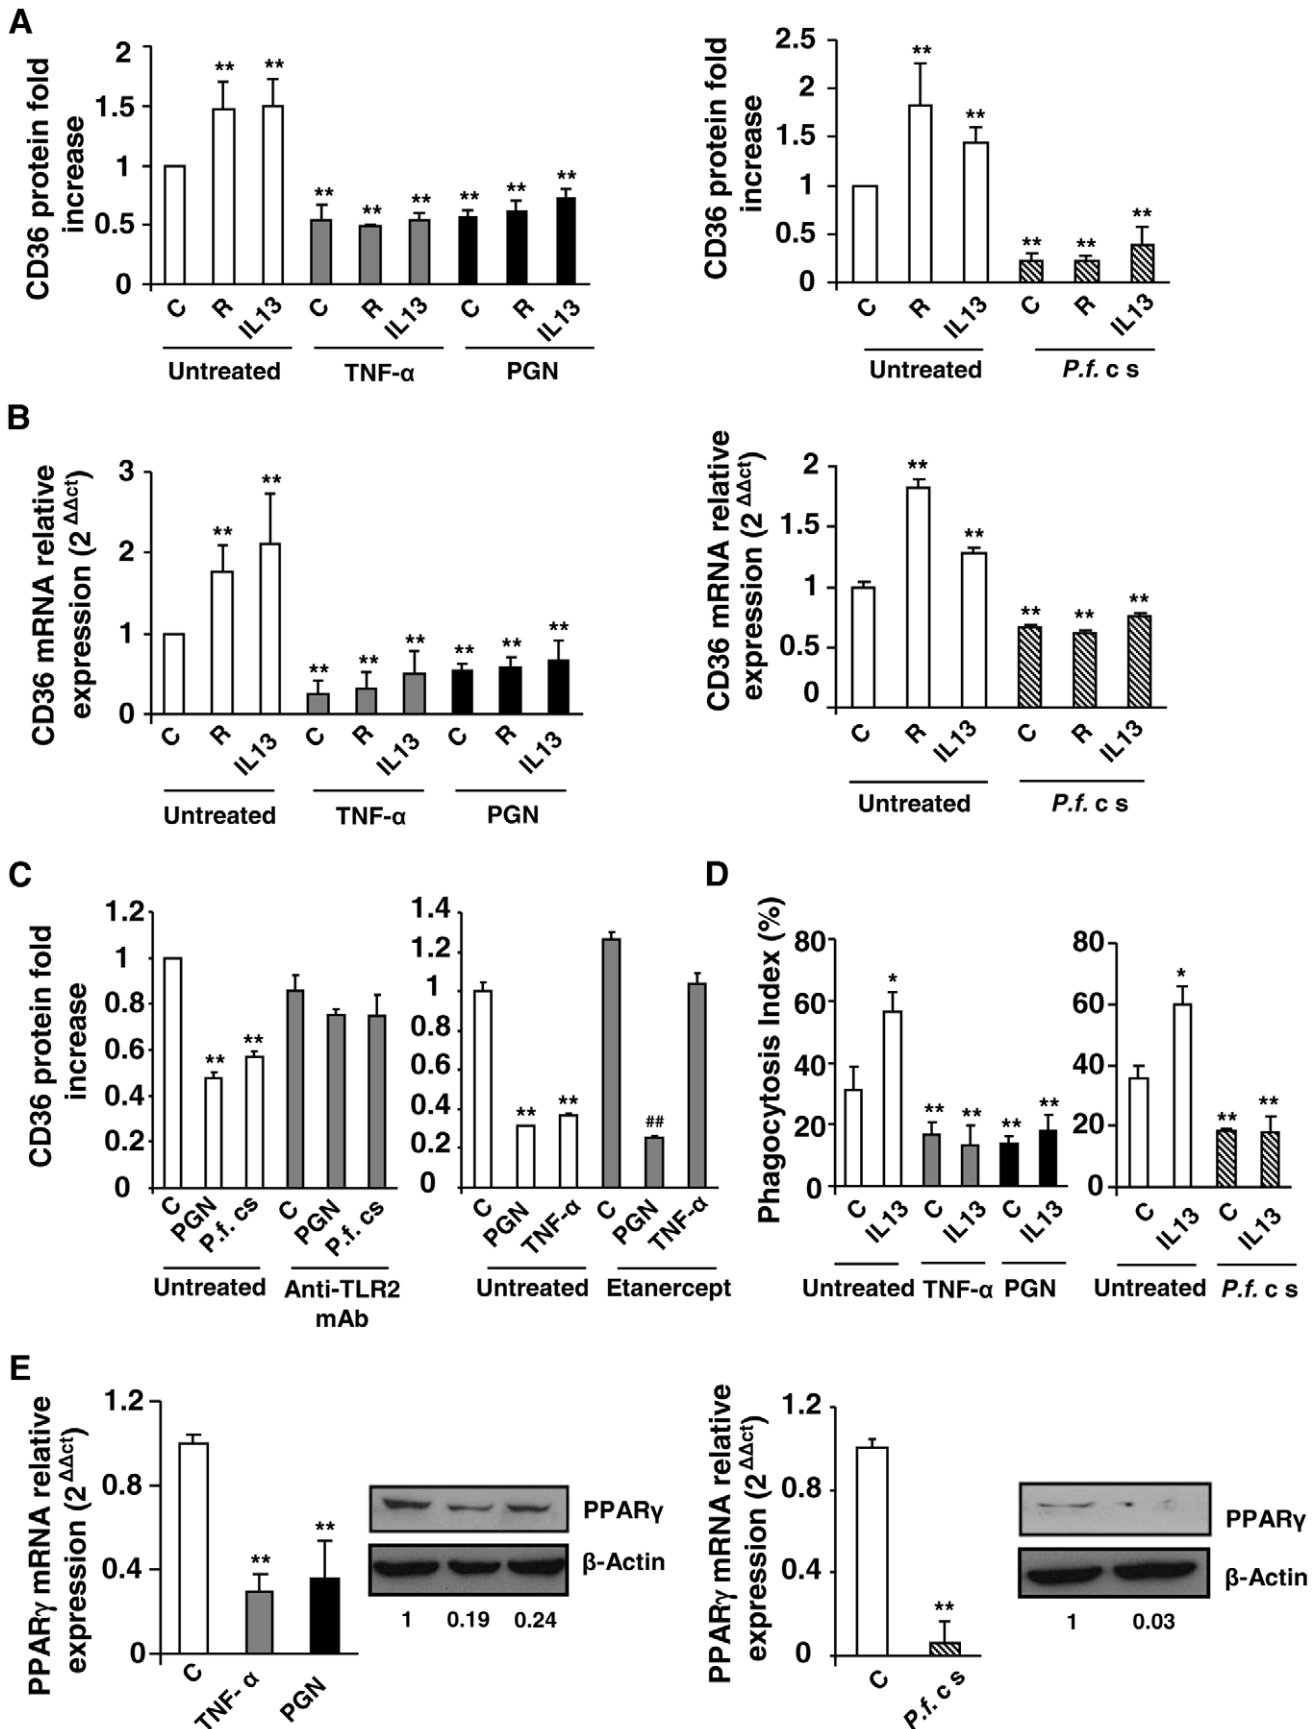 A
CD36 protein fold
increase
2
1.5
1
0.5
0
** ** ** ** ** ** ** **
C R IL13 C R IL13 C R IL13
Untreated TNF-α PGN
CD36 protein fold
increase
2.5
2
1.5
1
0.5
0
** ** ** ** **
C R IL13 C R IL13
Untreated P.f. c s
B
CD36 mRNA relative
expression (2^ΔΔct)
3
2
1
0
** ** ** ** ** ** ** **
C R IL13 C R IL13 C R IL13
Untreated TNF-α PGN
CD36 mRNA relative
expression (2^ΔΔct)
2
1.5
1
0.5
0
** ** ** ** **
C R IL13 C R IL13
Untreated P.f. c s
C
CD36 protein fold
increase
1.2
1
0.8
0.6
0.4
0.2
0
** **
C PGN P.f. cs C PGN P.f. cs
Untreated Anti-TLR2
mAb
1.4
1.2
1
0.8
0.6
0.4
0.2
0
** ** ##
C PGN TNF-α C PGN TNF-α
Untreated Etanercept
D
Phagocytosis Index (%)
80
60
40
20
0
* ** ** ** **
C IL13 C IL13 C IL13
Untreated TNF-α PGN
80
60
40
20
0
* ** **
C IL13 C IL13
Untreated P.f. c s
E
PPARγ mRNA relative
expression (2^ΔΔct)
1.2
0.8
0.4
0
** **
C TNF- α PGN
PPARγ
β-Actin
1 0.19 0.24
PPARγ mRNA relative
expression (2^ΔΔct)
1.2
0.8
0.4
0
**
C P.f. c s
PPARγ
β-Actin
1 0.03